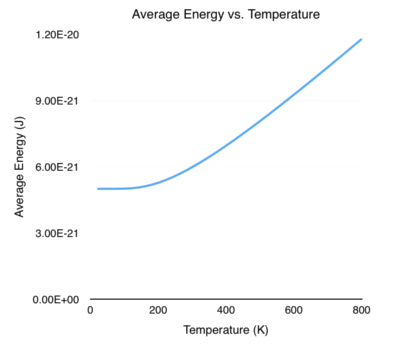 Average Energy vs. Temperature
1.20E-20
9.00E-21
6.00E-21
3.00E-21
0.00E+00
Average Energy (J)
0 200 400 600 800
Temperature (K)